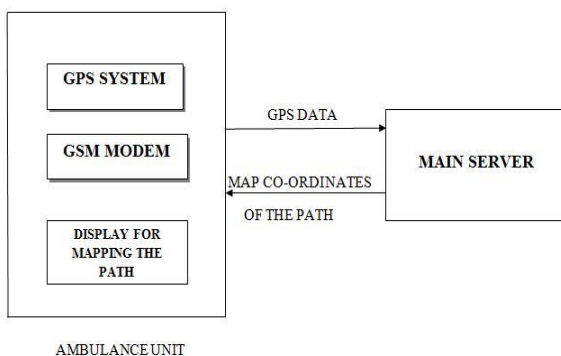 GPS SYSTEM
GSM MODEM
DISPLAY FOR
MAPPING THE
PATH
AMBULANCE UNIT
GPS DATA
MAP CO-ORDINATES
OF THE PATH
MAIN SERVER